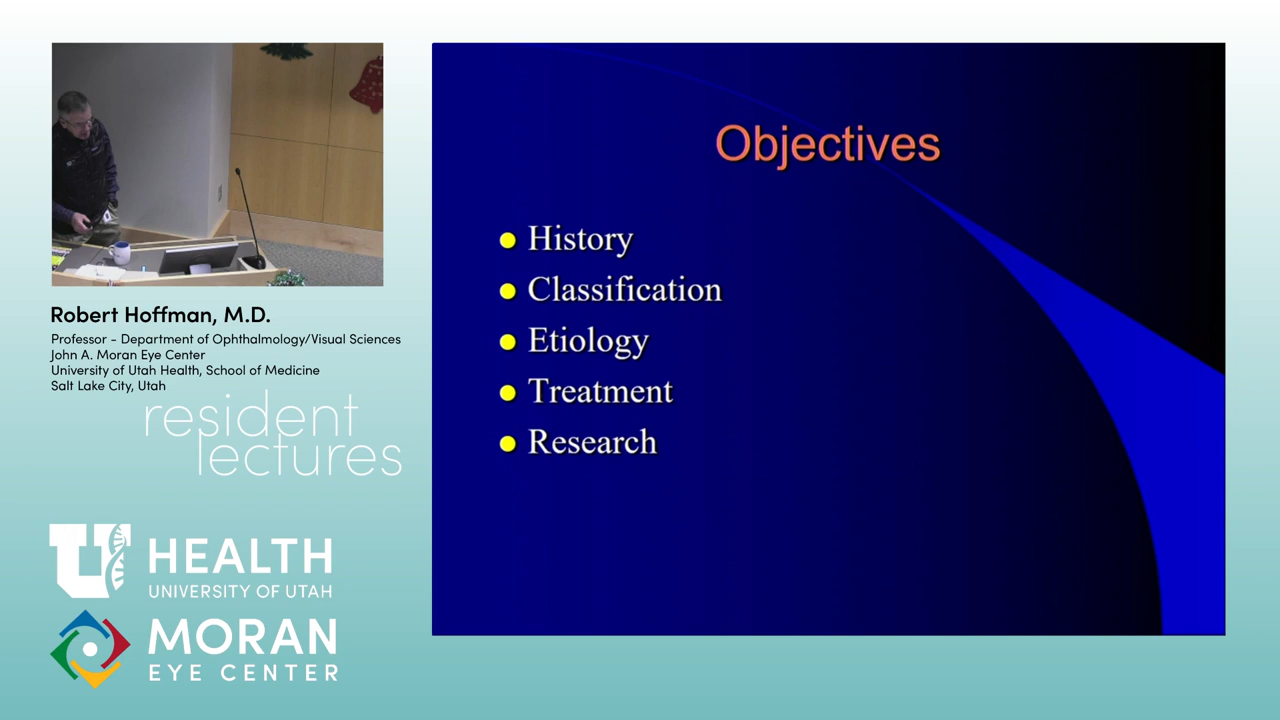 Robert Hoffman, M.D.
Professor – Department of Ophthalmology/Visual Sciences
John A. Moran Eye Center
University of Utah Health, School of Medicine
Salt Lake City, Utah
resident
lectures
U HEALTH
UNIVERSITY OF UTAH
MORAN
EYE CENTER
Objectives
History
Classification
Etiology
Treatment
Research